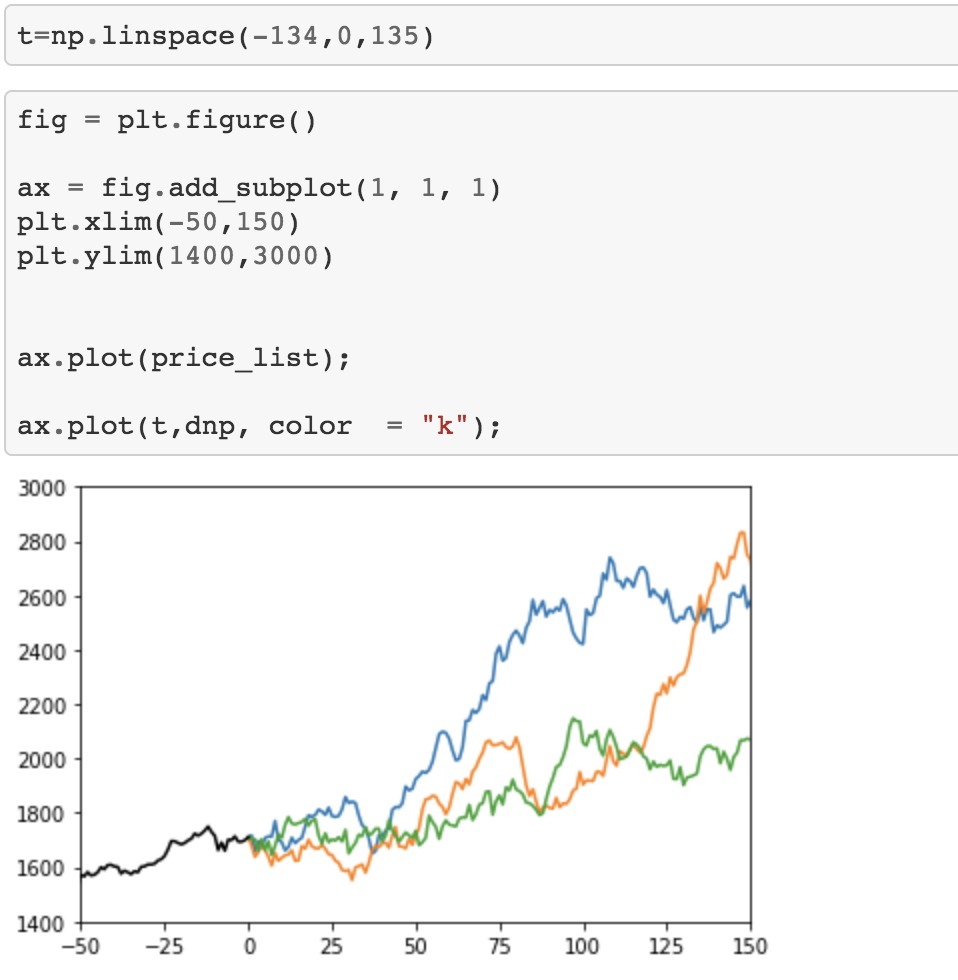 t=np.linspace(-134,0,135)
fig = plt.figure()
ax = fig.add_subplot(1, 1, 1)
plt.xlim(-50,150)
plt.ylim(1400,3000)
ax.plot(price_list);
ax.plot(t,dnp, color  = "k");
3000
2800
2600
2400
2200
2000
1800
1600
1400
−50 −25 0 25 50 75 100 125 150